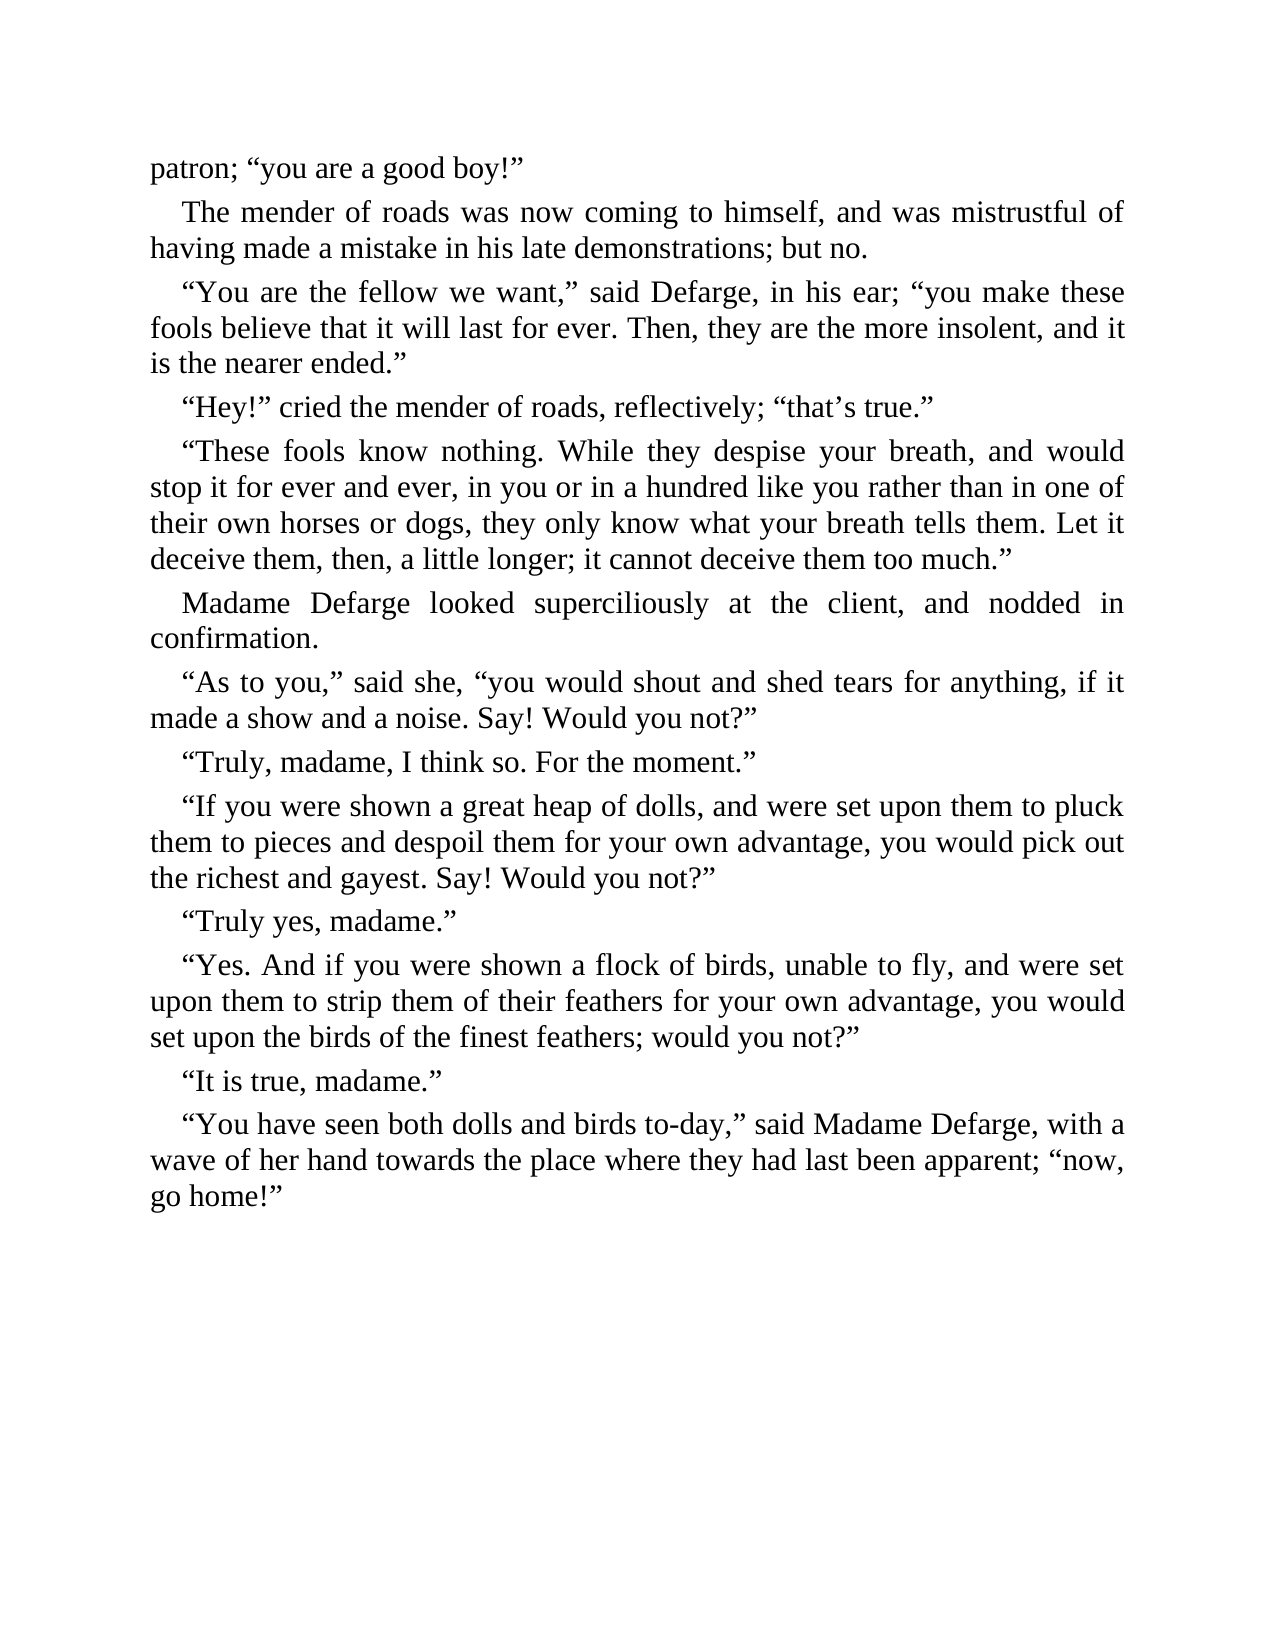 patron; “you are a good boy!”
The mender of roads was now coming to himself, and was mistrustful of
having made a mistake in his late demonstrations; but no.
“You are the fellow we want,” said Defarge, in his ear; “you make these
fools believe that it will last for ever. Then, they are the more insolent, and it
is the nearer ended.”
“Hey!” cried the mender of roads, reflectively; “that’s true.”
“These fools know nothing. While they despise your breath, and would
stop it for ever and ever, in you or in a hundred like you rather than in one of
their own horses or dogs, they only know what your breath tells them. Let it
deceive them, then, a little longer; it cannot deceive them too much.”
Madame Defarge looked superciliously at the client, and nodded in
confirmation.
“As to you,” said she, “you would shout and shed tears for anything, if it
made a show and a noise. Say! Would you not?”
“Truly, madame, I think so. For the moment.”
“If you were shown a great heap of dolls, and were set upon them to pluck
them to pieces and despoil them for your own advantage, you would pick out
the richest and gayest. Say! Would you not?”
“Truly yes, madame.”
“Yes. And if you were shown a flock of birds, unable to fly, and were set
upon them to strip them of their feathers for your own advantage, you would
set upon the birds of the finest feathers; would you not?”
“It is true, madame.”
“You have seen both dolls and birds to-day,” said Madame Defarge, with a
wave of her hand towards the place where they had last been apparent; “now,
go home!”